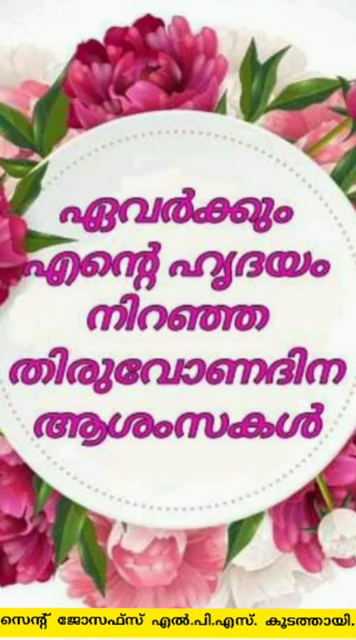 ഏവർക്കും
എന്റെ ഹൃദയം
നിറഞ്ഞ
തിരുവോണദിന
ആശംസകൾ
സെന്റ് ജോസഫ്സ് എൽ.പി.എസ്. കൂടത്തായി.